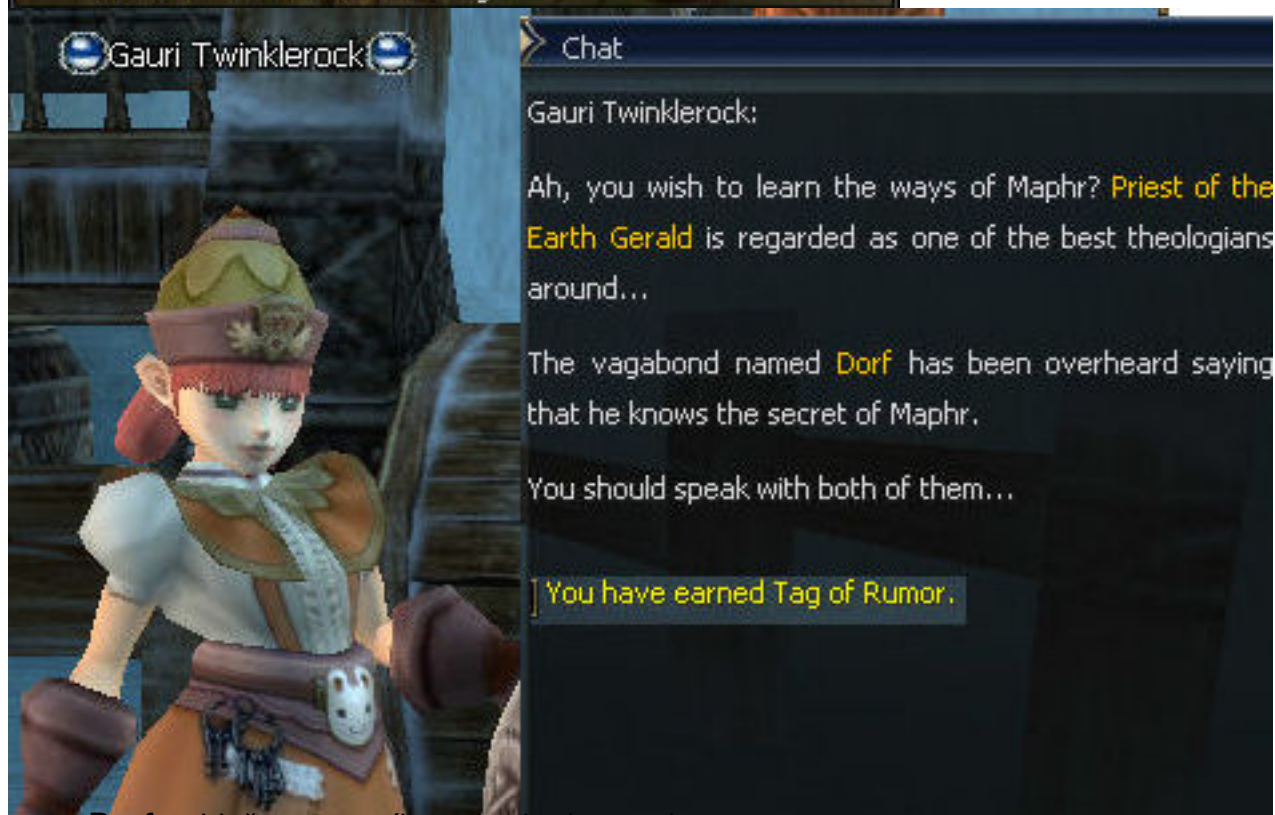 Gauri Twinklerock
Chat
Gauri Twinklerock:
Ah, you wish to learn the ways of Maphr? Priest of the
Earth Gerald is regarded as one of the best theologians
around...
The vagabond named Dorf has been overheard saying
that he knows the secret of Maphr.
You should speak with both of them...
You have earned Tag of Rumor.